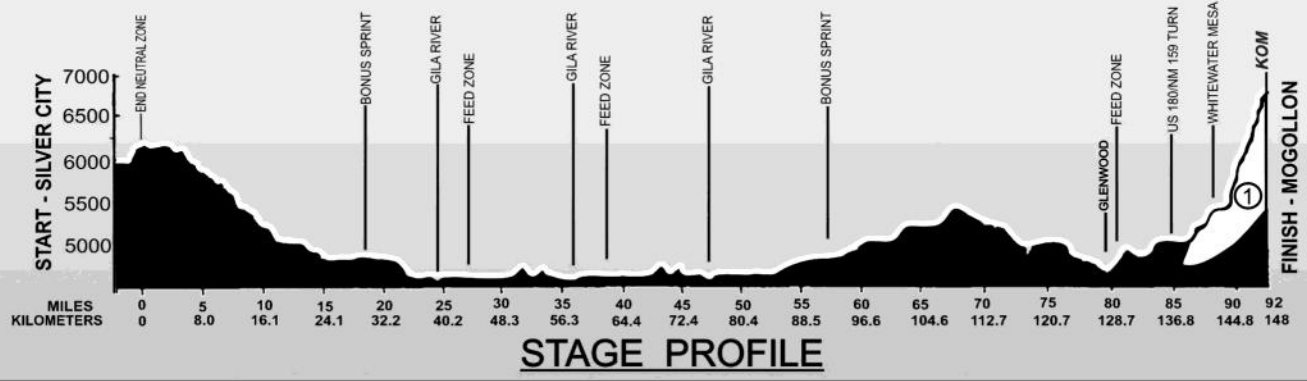 START - SILVER CITY
7000
6500
6000
5500
5000
END NEUTRAL ZONE
BONUS SPRINT
GILA RIVER
FEED ZONE
GILA RIVER
FEED ZONE
GILA RIVER
BONUS SPRINT
GLENWOOD
FEED ZONE
US 180/NM 159 TURN
WHITEWATER MESA
KOM
1
FINISH - MOGOLLON
MILES 0 5 10 15 20 25 30 35 40 45 50 55 60 65 70 75 80 85 90 92
KILOMETERS 0 8.0 16.1 24.1 32.2 40.2 48.3 56.3 64.4 72.4 80.4 88.5 96.6 104.6 112.7 120.7 128.7 136.8 144.8 148
STAGE PROFILE